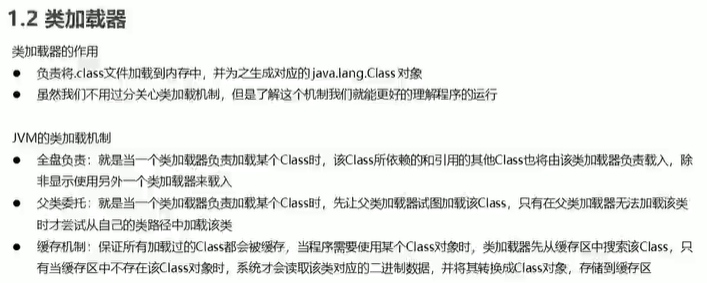 1.2 类加载器
类加载器的作用
● 负责将.class文件加载到内存中，并为之生成对应的 java.lang.Class 对象
● 虽然我们不用过分关心类加载机制，但是了解这个机制我们就能更好的理解程序的运行
JVM的类加载机制
● 全盘负责：就是当一个类加载器负责加载某个Class时，该Class所依赖的和引用的其他Class也将由该类加载器负责载入，除
非显示使用另外一个类加载器来载入
● 父类委托：就是当一个类加载器负责加载某个Class时，先让父类加载器试图加载该Class，只有在父类加载器无法加载该类
时才尝试从自己的类路径中加载该类
● 缓存机制：保证所有加载过的Class都会被缓存，当程序需要使用某个Class对象时，类加载器先从缓存区中搜索该Class，只
有当缓存区中不存在该Class对象时，系统才会读取该类对应的二进制数据，并将其转换成Class对象，存储到缓存区